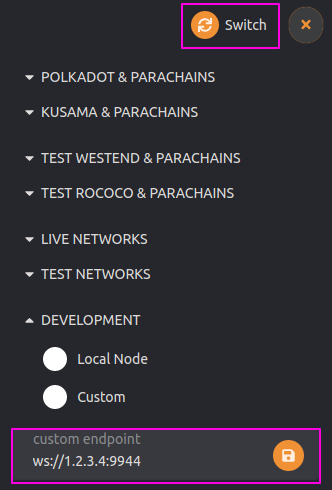 Switch
POLKADOT & PARACHAINS
KUSAMA & PARACHAINS
TEST WESTEND & PARACHAINS
TEST ROCOCO & PARACHAINS
LIVE NETWORKS
TEST NETWORKS
DEVELOPMENT
Local Node
Custom
custom endpoint
ws://1.2.3.4:9944